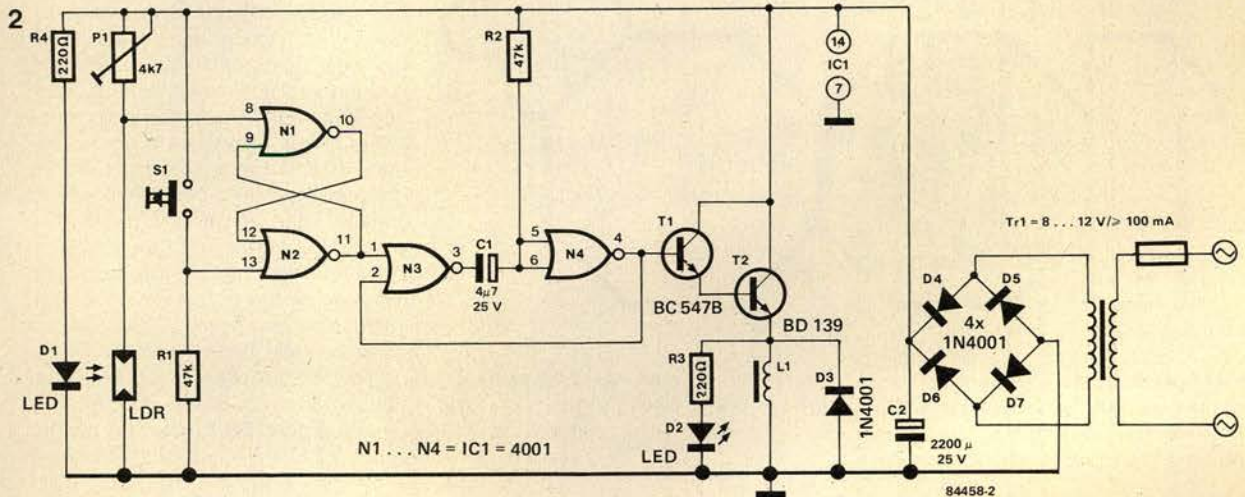 2
R4
220Ω
P1
4k7
S1
R1
47k
D1
LED
LDR
8
9
N1
10
12
13
N2
11
1
2
N3
3
C1
4µ7
25 V
R2
47k
5
6
N4
4
T1
BC 547B
T2
BD 139
R3
220Ω
D2
LED
L1
D3
1N4001
14
IC1
7
C2
2200 µ
25 V
D4
D5
4x
1N4001
D6
D7
Tr1 = 8 . . . 12 V/≥ 100 mA
N1 . . . N4 = IC1 = 4001
84458-2